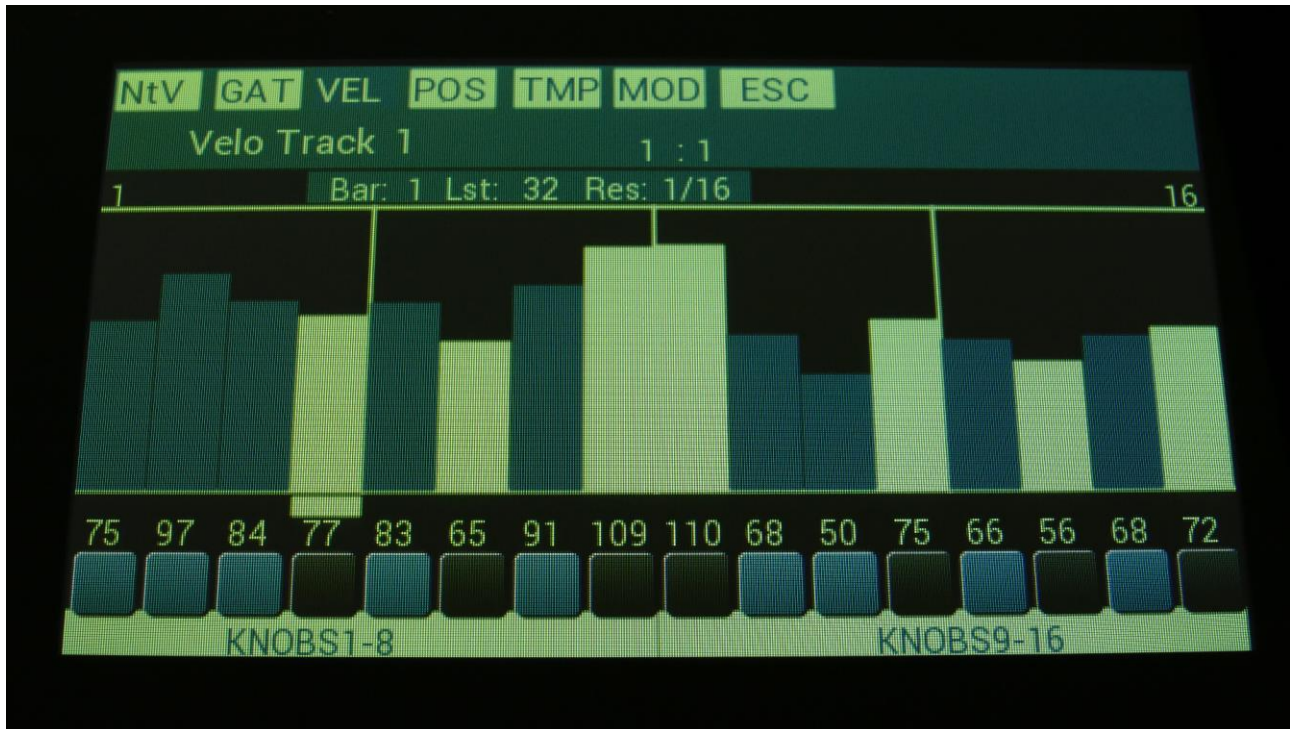 NtV GAT VEL POS TMP MOD ESC
Velo Track 1 1 : 1
1 Bar: 1 Lst: 32 Res: 1/16 16
75 97 84 77 83 65 91 109 110 68 50 75 66 56 68 72
KNOBS1-8 KNOBS9-16